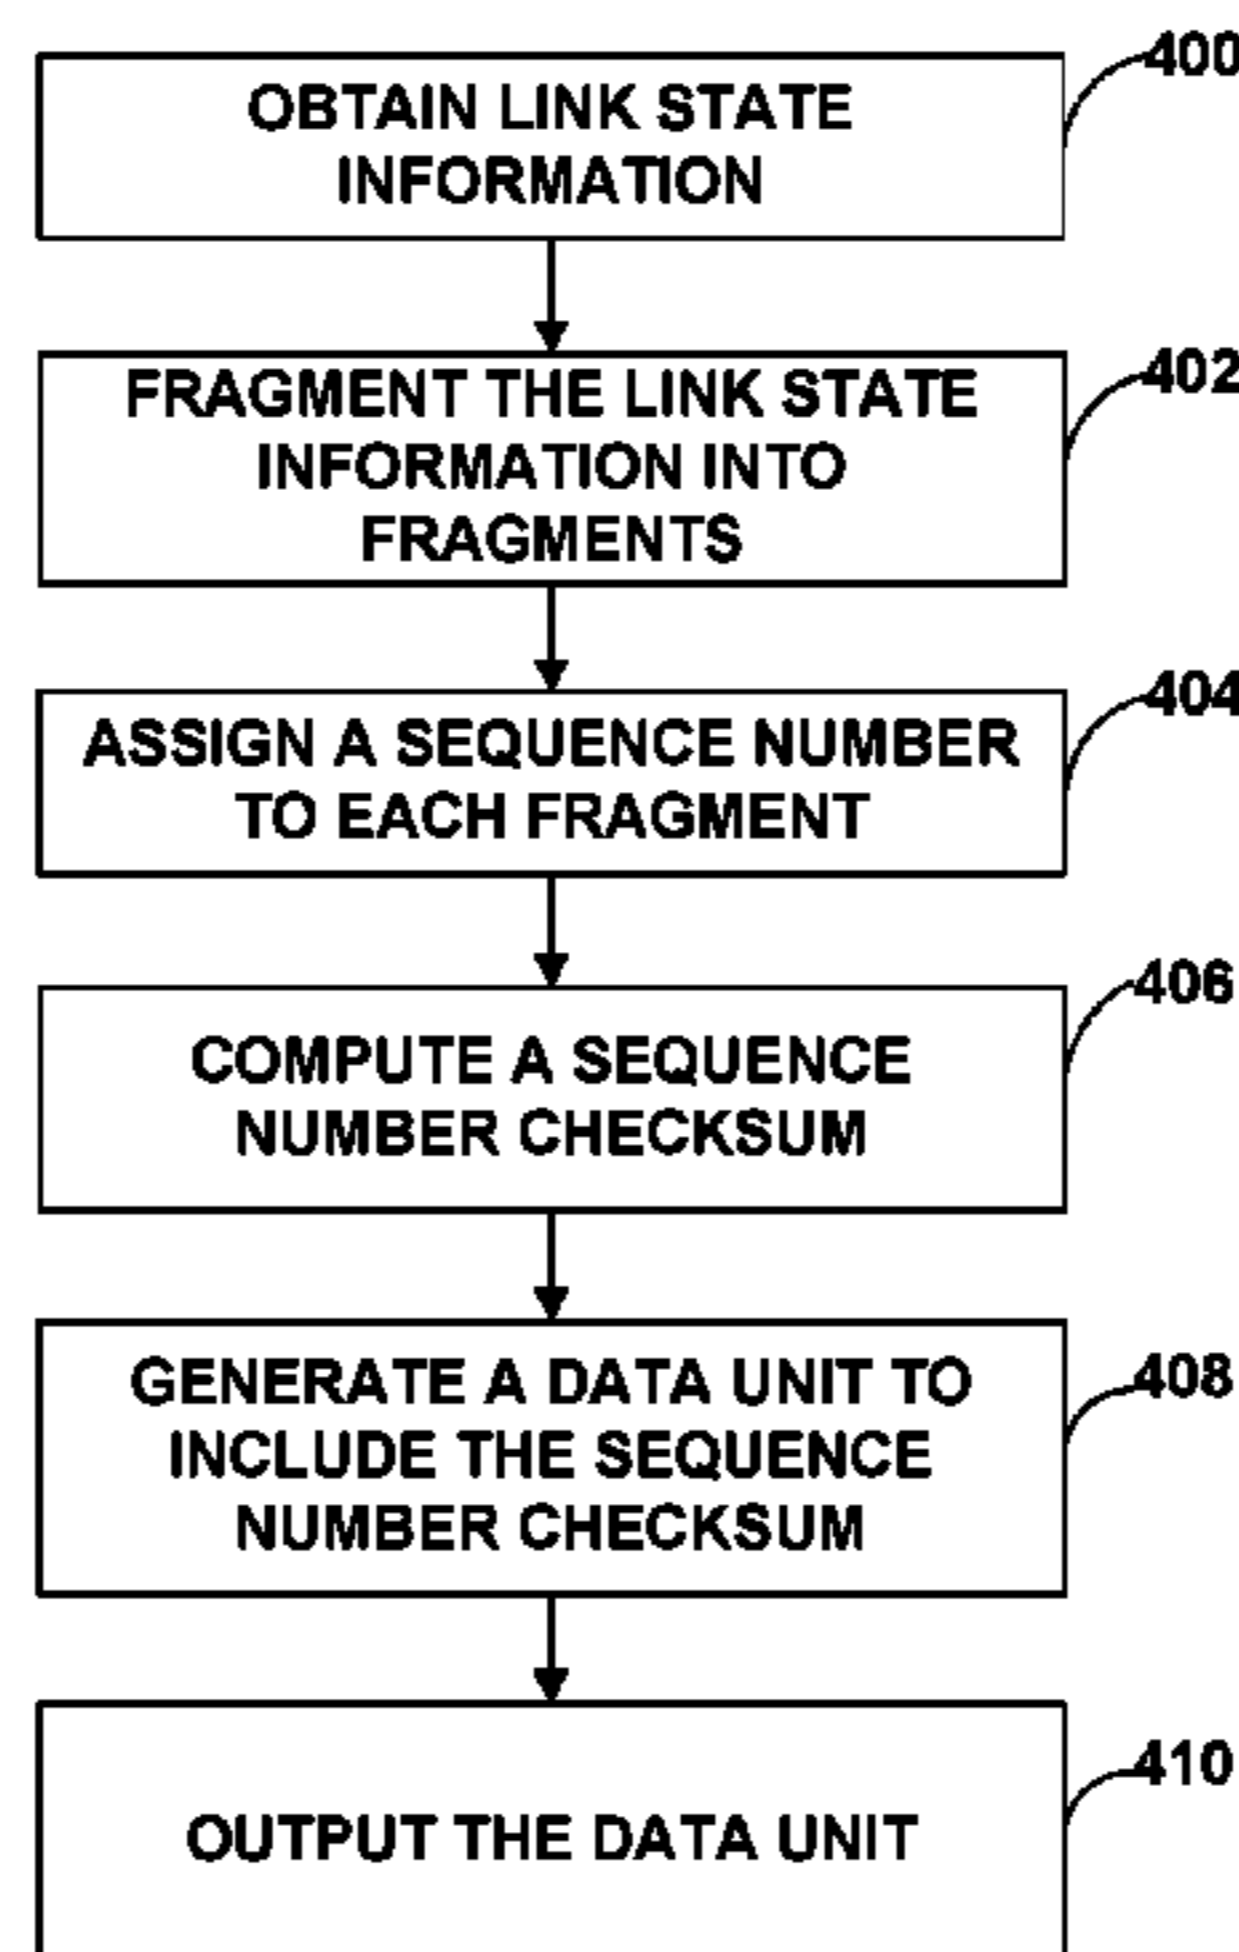 400
OBTAIN LINK STATE
INFORMATION
402
FRAGMENT THE LINK STATE
INFORMATION INTO
FRAGMENTS
404
ASSIGN A SEQUENCE NUMBER
TO EACH FRAGMENT
406
COMPUTE A SEQUENCE
NUMBER CHECKSUM
408
GENERATE A DATA UNIT TO
INCLUDE THE SEQUENCE
NUMBER CHECKSUM
410
OUTPUT THE DATA UNIT